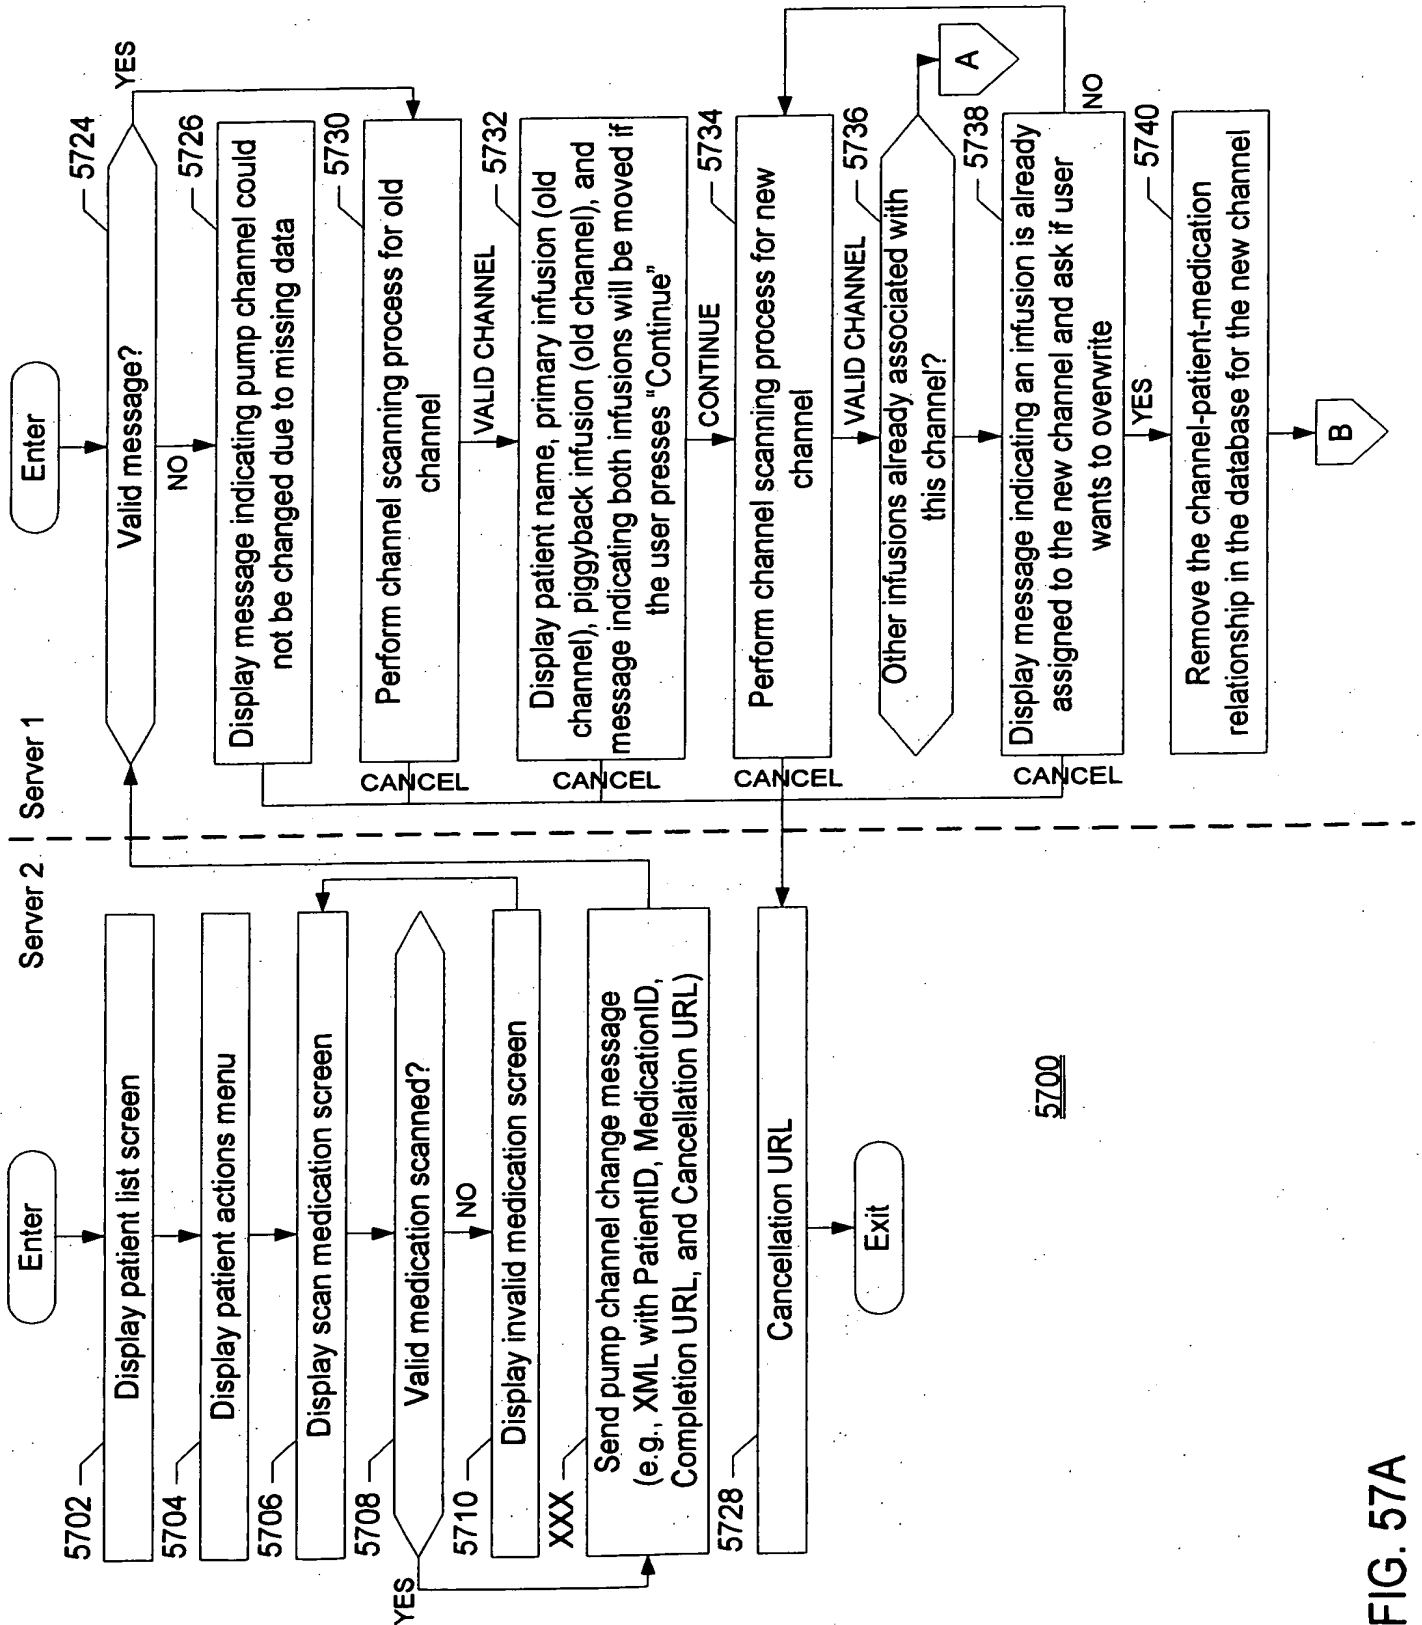 Server 2
Server 1
Enter
5702
Display patient list screen
5704
Display patient actions menu
5706
Display scan medication screen
5708
Valid medication scanned?
YES
NO
5710
Display invalid medication screen
XXX
Send pump channel change message
(e.g., XML with PatientID, MedicationID,
Completion URL, and Cancellation URL)
5728
Cancellation URL
Exit
5700
Enter
5724
Valid message?
YES
NO
5726
Display message indicating pump channel could
not be changed due to missing data
5730
Perform channel scanning process for old
channel
CANCEL
VALID CHANNEL
5732
Display patient name, primary infusion (old
channel), piggyback infusion (old channel), and
message indicating both infusions will be moved if
the user presses “Continue”
CANCEL
CONTINUE
5734
Perform channel scanning process for new
channel
CANCEL
VALID CHANNEL
5736
Other infusions already associated with
this channel?
A
5738
Display message indicating an infusion is already
assigned to the new channel and ask if user
wants to overwrite
CANCEL
NO
YES
5740
Remove the channel-patient-medication
relationship in the database for the new channel
B
FIG. 57A